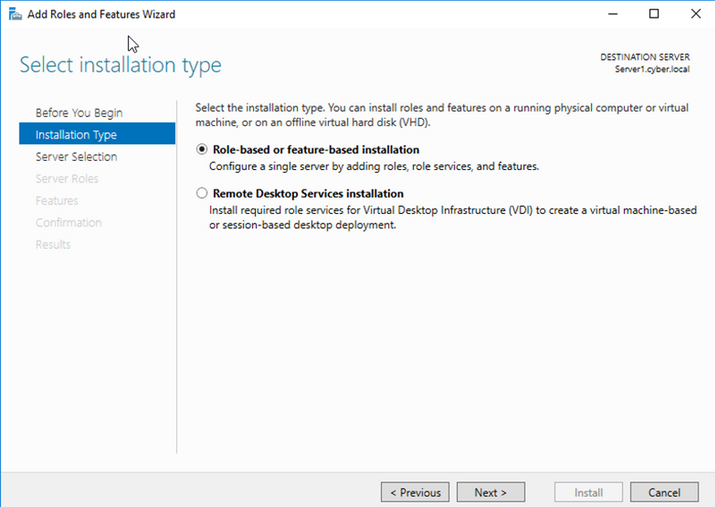 Add Roles and Features Wizard
Select installation type
DESTINATION SERVER
Server1.cyber.local
Before You Begin
Installation Type
Server Selection
Server Roles
Features
Confirmation
Results
Select the installation type. You can install roles and features on a running physical computer or virtual
machine, or on an offline virtual hard disk (VHD).
Role-based or feature-based installation
Configure a single server by adding roles, role services, and features.
Remote Desktop Services installation
Install required role services for Virtual Desktop Infrastructure (VDI) to create a virtual machine-based
or session-based desktop deployment.
< Previous
Next >
Install
Cancel